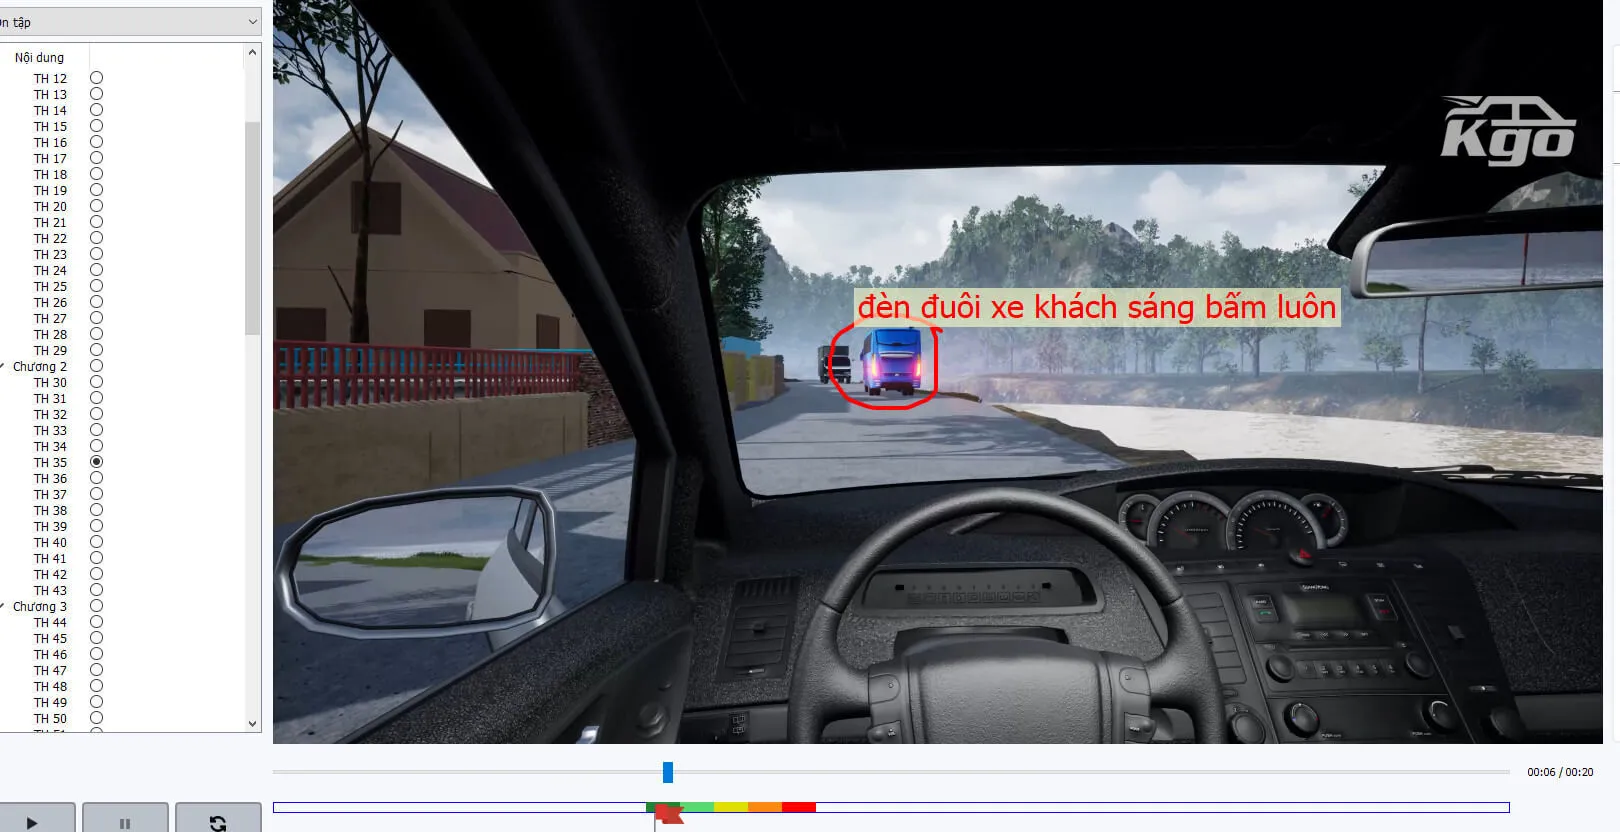 ôn tập
Nội dung
TH 12
TH 13
TH 14
TH 15
TH 16
TH 17
TH 18
TH 19
TH 20
TH 21
TH 22
TH 23
TH 24
TH 25
TH 26
TH 27
TH 28
TH 29
Chương 2
TH 30
TH 31
TH 32
TH 33
TH 34
TH 35
TH 36
TH 37
TH 38
TH 39
TH 40
TH 41
TH 42
TH 43
Chương 3
TH 44
TH 45
TH 46
TH 47
TH 48
TH 49
TH 50
Kgo
đèn đuôi xe khách sáng bấm luôn
00:06 / 00:20